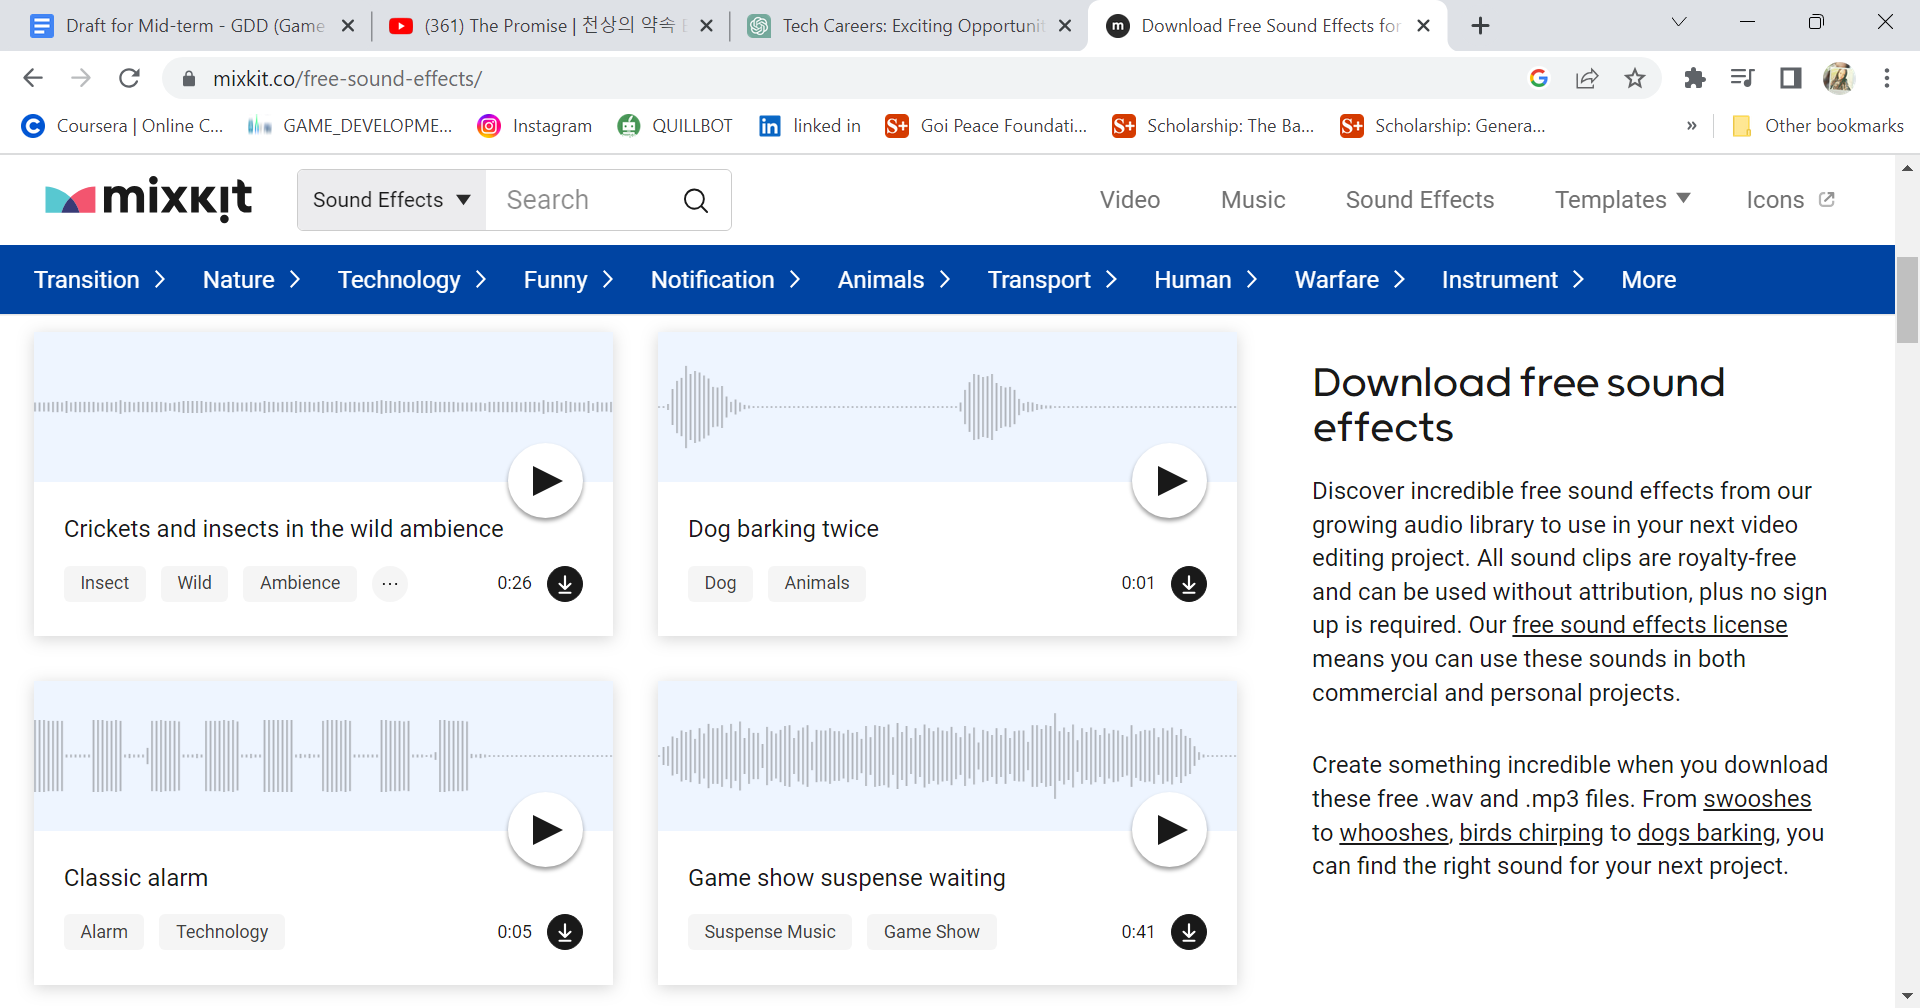 Draft for Mid-term - GDD (Game
(361) The Promise | 천상의 약속 E
Tech Careers: Exciting Opportunit
Download Free Sound Effects for
mixkit.co/free-sound-effects/
Coursera | Online C...
GAME_DEVELOPME...
Instagram
QUILLBOT
linked in
Goi Peace Foundati...
Scholarship: The Ba...
Scholarship: Genera...
»
Other bookmarks
mixkit
Sound Effects
Search
Video
Music
Sound Effects
Templates
Icons
Transition
Nature
Technology
Funny
Notification
Animals
Transport
Human
Warfare
Instrument
More
Crickets and insects in the wild ambience
Insect
Wild
Ambience
...
0:26
Dog barking twice
Dog
Animals
0:01
Classic alarm
Alarm
Technology
0:05
Game show suspense waiting
Suspense Music
Game Show
0:41
Download free sound
effects
Discover incredible free sound effects from our
growing audio library to use in your next video
editing project. All sound clips are royalty-free
and can be used without attribution, plus no sign
up is required. Our free sound effects license
means you can use these sounds in both
commercial and personal projects.
Create something incredible when you download
these free .wav and .mp3 files. From swooshes
to whooshes, birds chirping to dogs barking, you
can find the right sound for your next project.